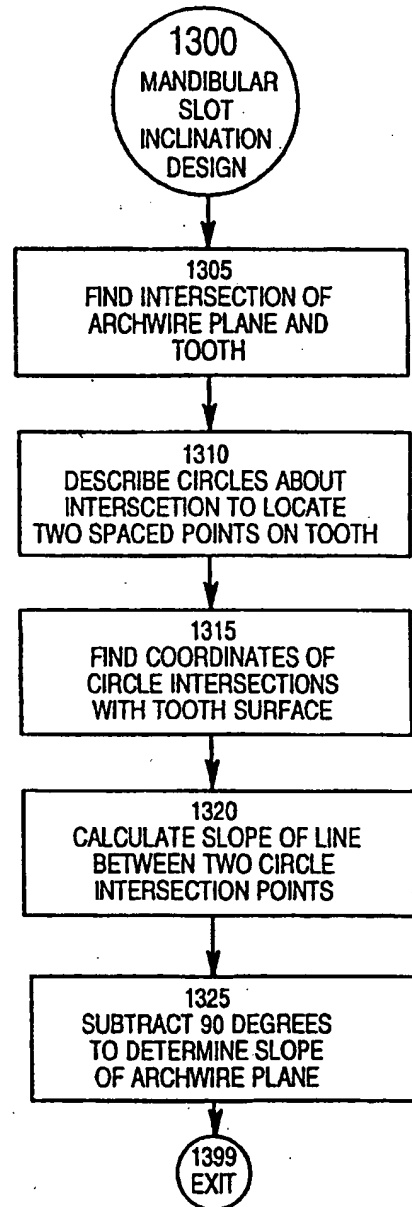 1300
MANDIBULAR
SLOT
INCLINATION
DESIGN
1305
FIND INTERSECTION OF
ARCHWIRE PLANE AND
TOOTH
1310
DESCRIBE CIRCLES ABOUT
INTERSCETION TO LOCATE
TWO SPACED POINTS ON TOOTH
1315
FIND COORDINATES OF
CIRCLE INTERSECTIONS
WITH TOOTH SURFACE
1320
CALCULATE SLOPE OF LINE
BETWEEN TWO CIRCLE
INTERSECTION POINTS
1325
SUBTRACT 90 DEGREES
TO DETERMINE SLOPE
OF ARCHWIRE PLANE
1399
EXIT